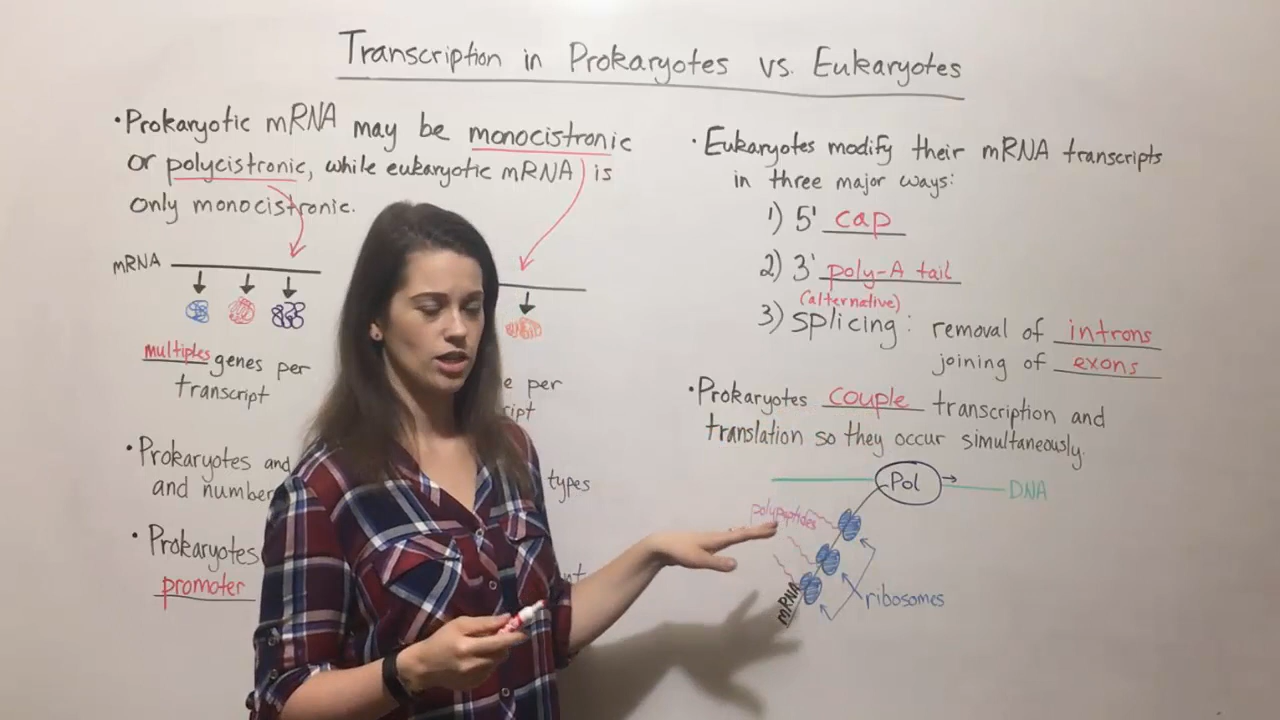 Transcription in Prokaryotes vs. Eukaryotes
• Prokaryotic mRNA may be monocistronic
or polycistronic, while eukaryotic mRNA is
only monocistronic.
mRNA
multiples genes per
transcript
e per
cript
• Prokaryotes and
and number
types
• Prokaryotes
promoter
• Eukaryotes modify their mRNA transcripts
in three major ways:
1) 5' cap
2) 3' poly-A tail
(alternative)
3) splicing: removal of introns
joining of exons
• Prokaryotes couple transcription and
translation so they occur simultaneously.
Pol
DNA
polypeptides
mRNA
ribosomes